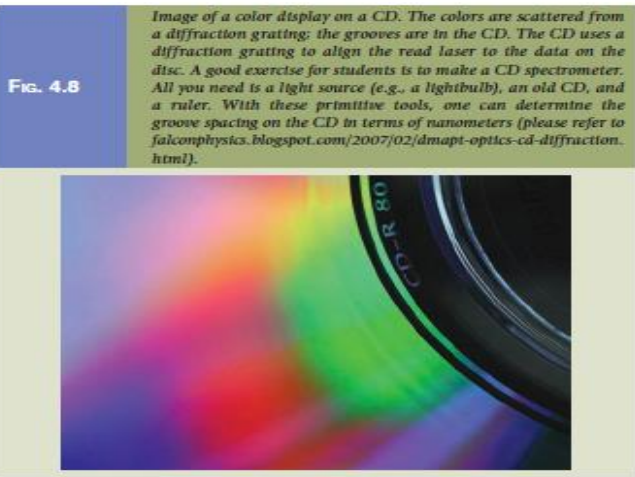 Image of a color display on a CD. The colors are scattered from
a diffraction grating; the grooves are in the CD. The CD uses a
diffraction grating to align the read laser to the data on the
disc. A good exercise for students is to make a CD spectrometer.
All you need is a light source (e.g., a lightbulb), an old CD, and
a ruler. With these primitive tools, one can determine the
groove spacing on the CD in terms of nanometers (please refer to
falconphysics.blogspot.com/2007/02/dmapt-optics-cd-diffraction.
html).
FIG. 4.8
CD-R 80